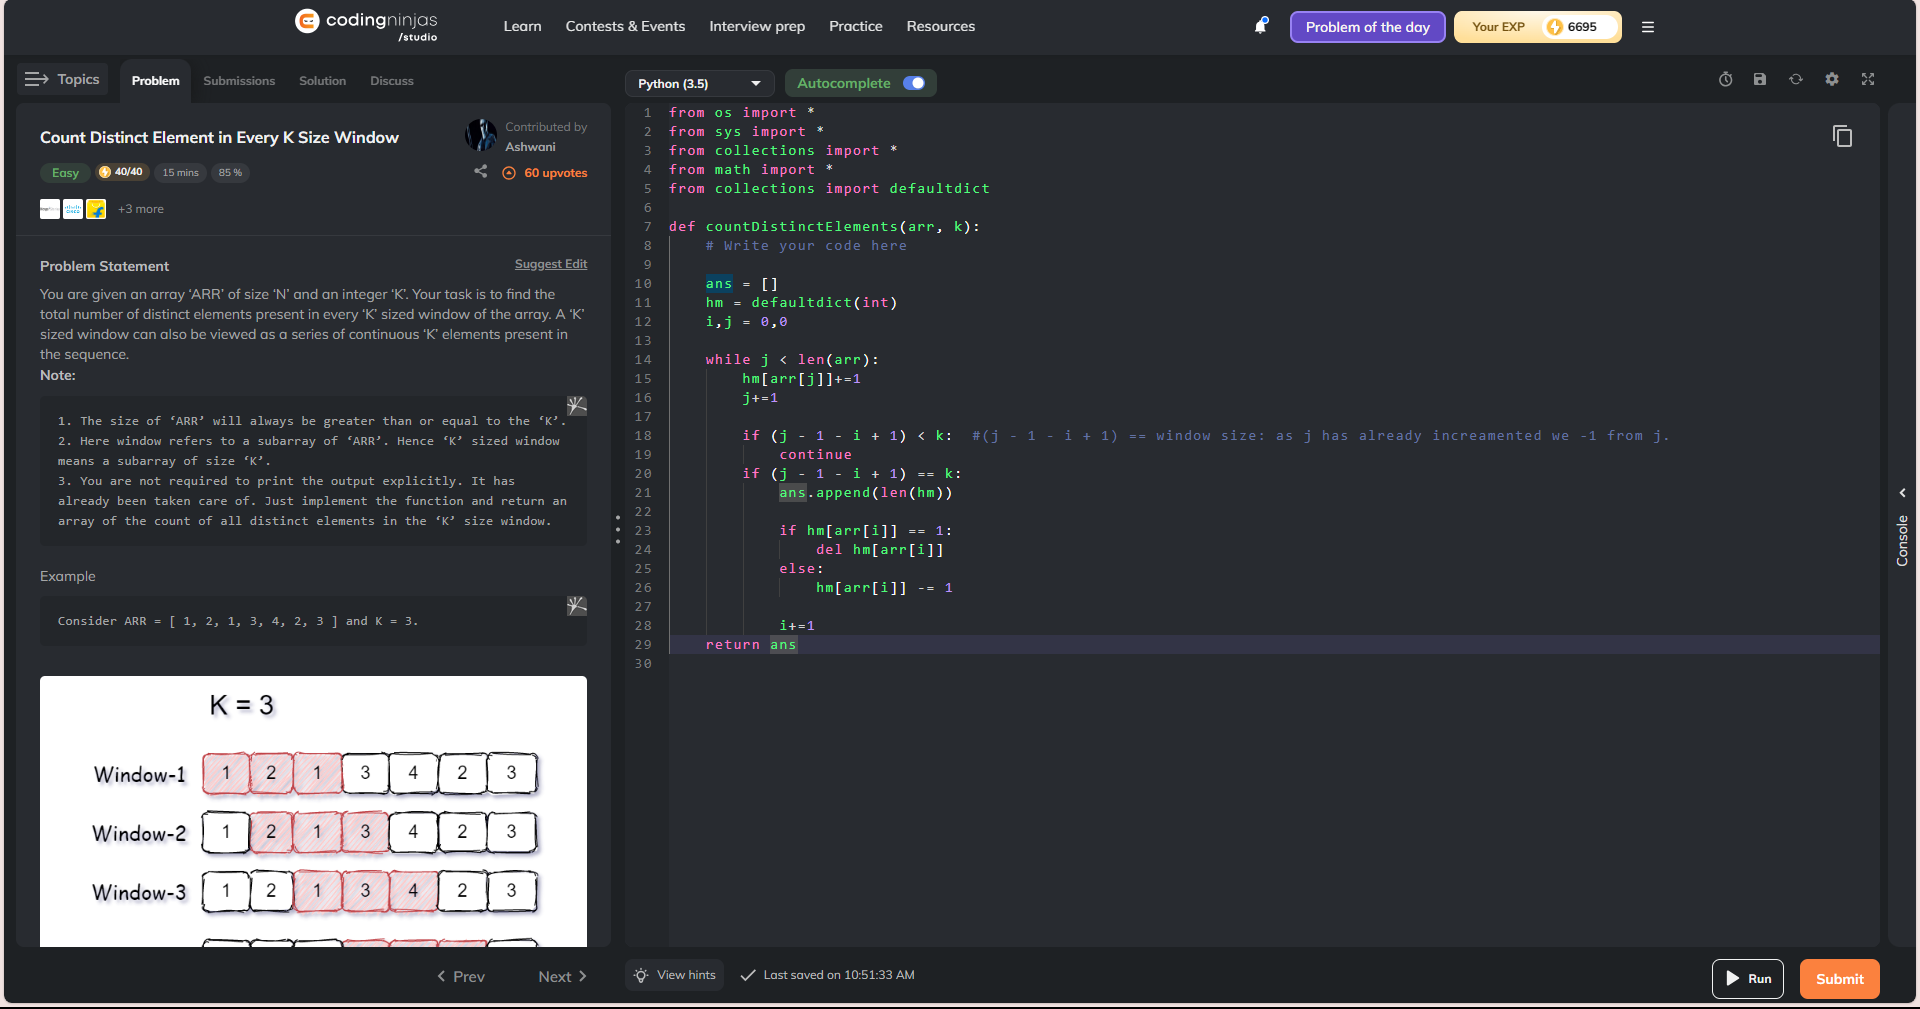 codingninjas
/studio
Learn
Contests & Events
Interview prep
Practice
Resources
Problem of the day
Your EXP
6695
Topics
Problem
Submissions
Solution
Discuss
Count Distinct Element in Every K Size Window
Contributed by
Ashwani
Easy
40/40
15 mins
85 %
60 upvotes
+3 more
Problem Statement
Suggest Edit
You are given an array ‘ARR’ of size ‘N’ and an integer ‘K’. Your task is to find the
total number of distinct elements present in every ‘K’ sized window of the array. A ‘K’
sized window can also be viewed as a series of continuous ‘K’ elements present in
the sequence.
Note:
1. The size of ‘ARR’ will always be greater than or equal to the ‘K’.
2. Here window refers to a subarray of ‘ARR’. Hence ‘K’ sized window
means a subarray of size ‘K’.
3. You are not required to print the output explicitly. It has
already been taken care of. Just implement the function and return an
array of the count of all distinct elements in the ‘K’ size window.
Example
Consider ARR = [ 1, 2, 1, 3, 4, 2, 3 ] and K = 3.
K = 3
Window-1 1 2 1 3 4 2 3
Window-2 1 2 1 3 4 2 3
Window-3 1 2 1 3 4 2 3
Prev
Next
Python (3.5)
Autocomplete
1 from os import *
2 from sys import *
3 from collections import *
4 from math import *
5 from collections import defaultdict
6
7 def countDistinctElements(arr, k):
8     # Write your code here
9
10     ans = []
11     hm = defaultdict(int)
12     i,j = 0,0
13
14     while j < len(arr):
15         hm[arr[j]]+=1
16         j+=1
17
18         if (j - 1 - i + 1) < k:  #(j - 1 - i + 1) == window size: as j has already increamented we -1 from j.
19             continue
20         if (j - 1 - i + 1) == k:
21             ans.append(len(hm))
22
23             if hm[arr[i]] == 1:
24                 del hm[arr[i]]
25             else:
26                 hm[arr[i]] -= 1
27
28             i+=1
29     return ans
30
Console
View hints
Last saved on 10:51:33 AM
Run
Submit